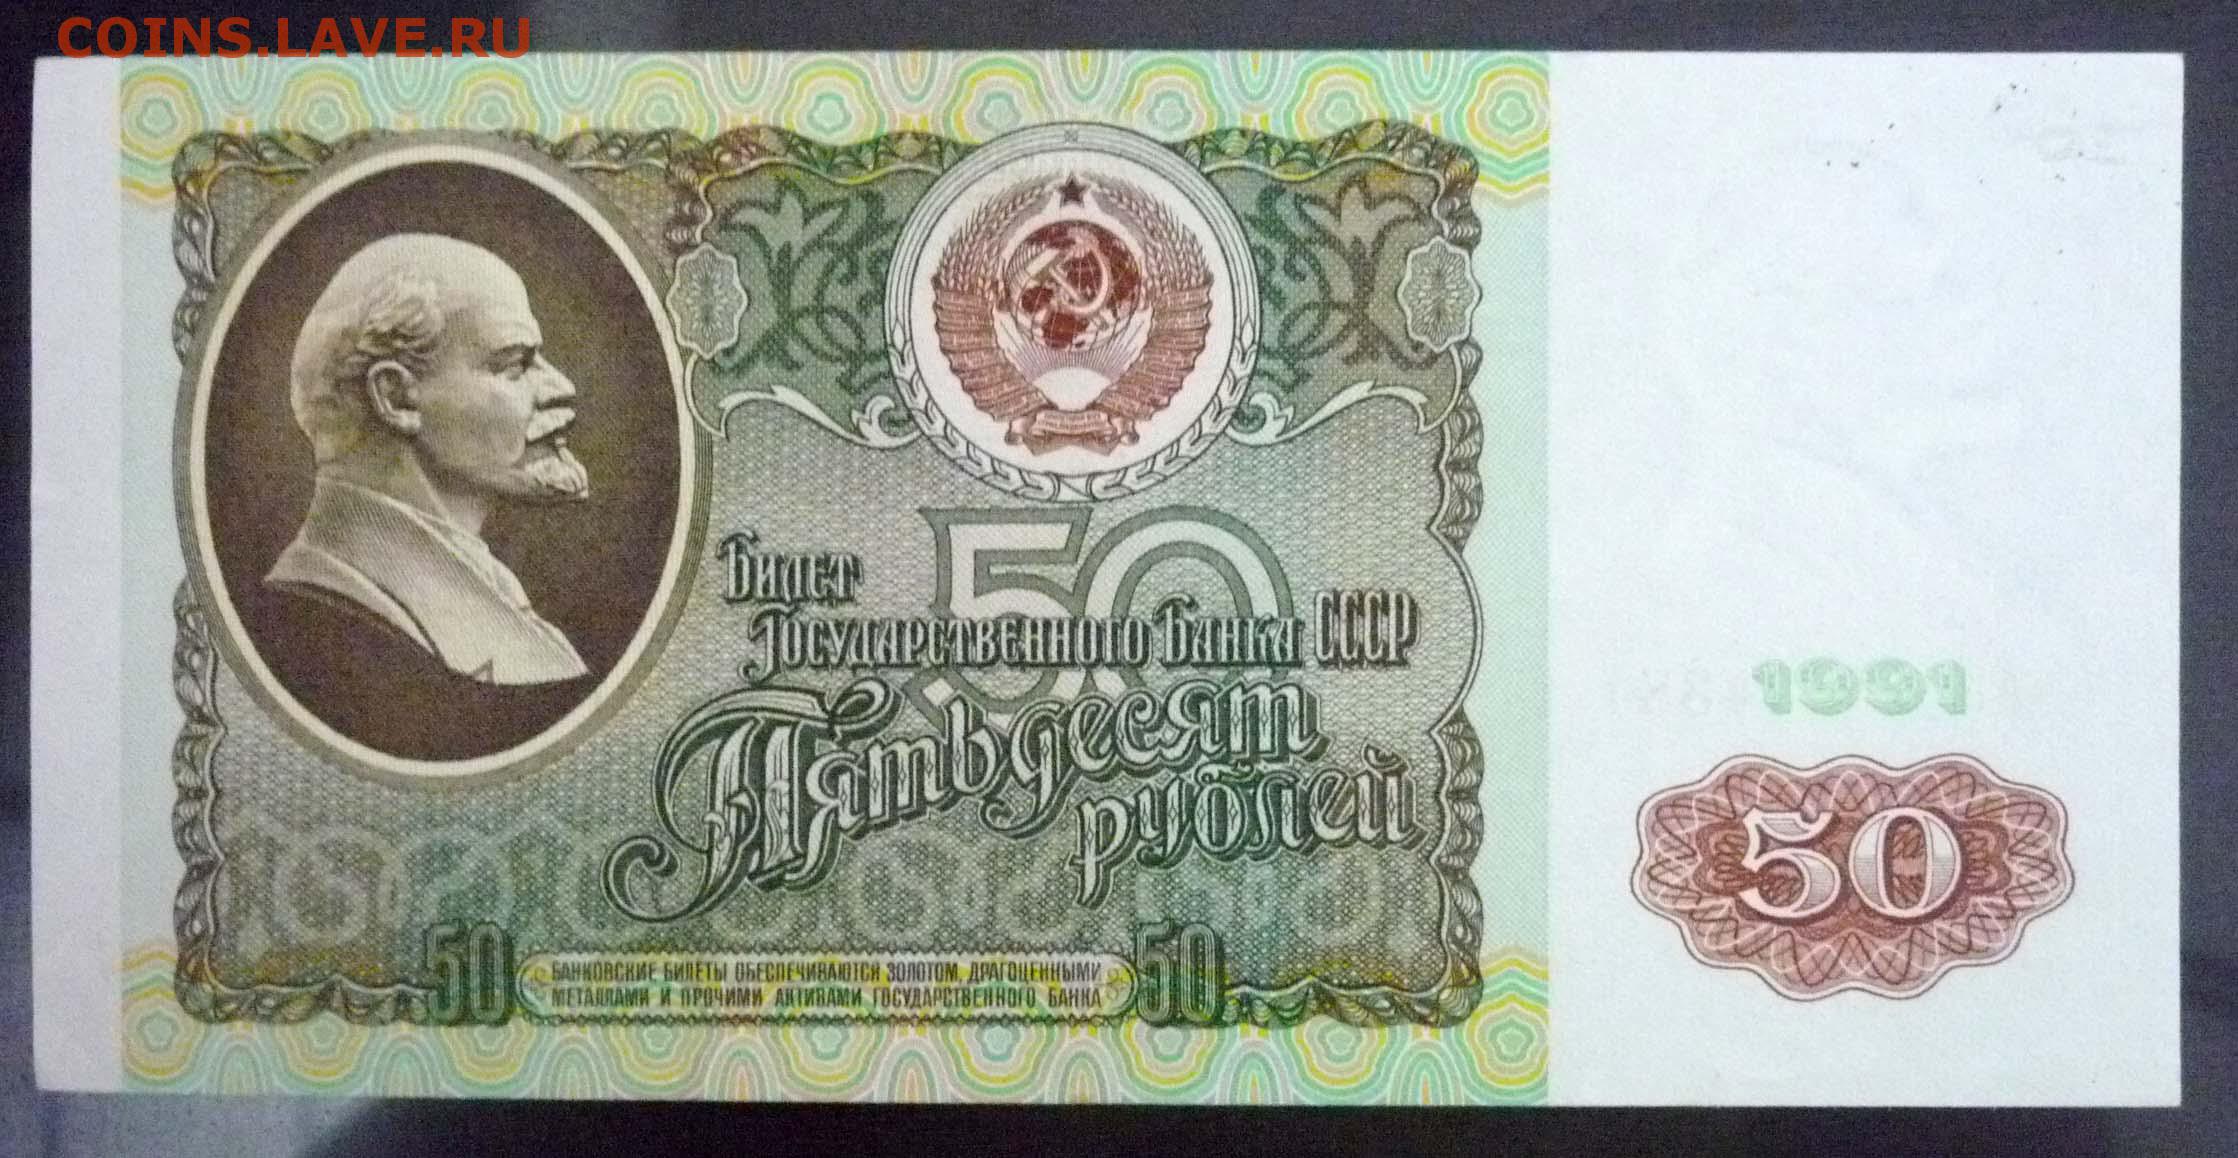 COINS.LAVE.RU
50
Билет
Государственного Банка СССР
Пятьдесят
рублей
1991
50
50
БАНКОВСКИЕ БИЛЕТЫ ОБЕСПЕЧИВАЮТСЯ ЗОЛОТОМ, ДРАГОЦЕННЫМИ
МЕТАЛЛАМИ И ПРОЧИМИ АКТИВАМИ ГОСУДАРСТВЕННОГО БАНКА
50